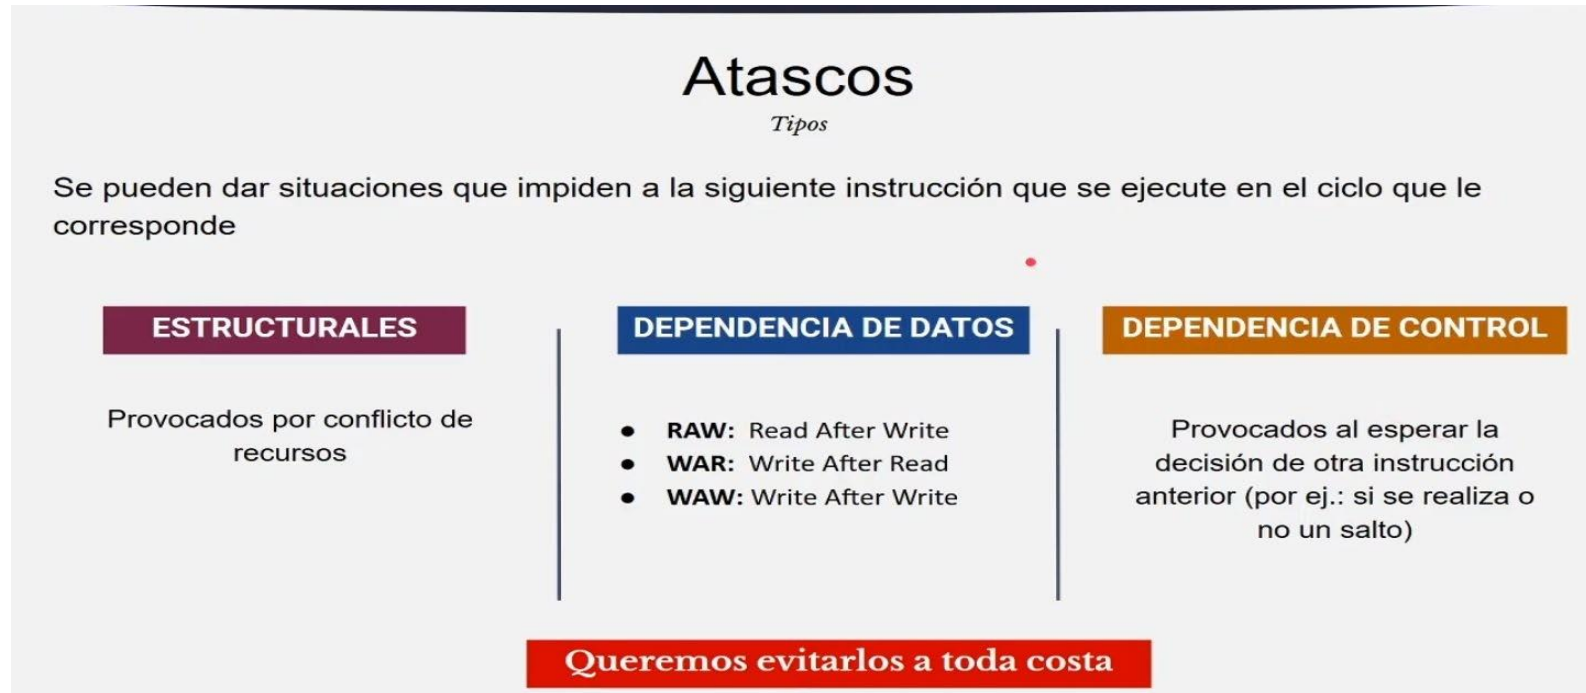 Atascos
Tipos
Se pueden dar situaciones que impiden a la siguiente instrucción que se ejecute en el ciclo que le
corresponde
ESTRUCTURALES
Provocados por conflicto de
recursos
DEPENDENCIA DE DATOS
● RAW: Read After Write
● WAR: Write After Read
● WAW: Write After Write
DEPENDENCIA DE CONTROL
Provocados al esperar la
decisión de otra instrucción
anterior (por ej.: si se realiza o
no un salto)
Queremos evitarlos a toda costa